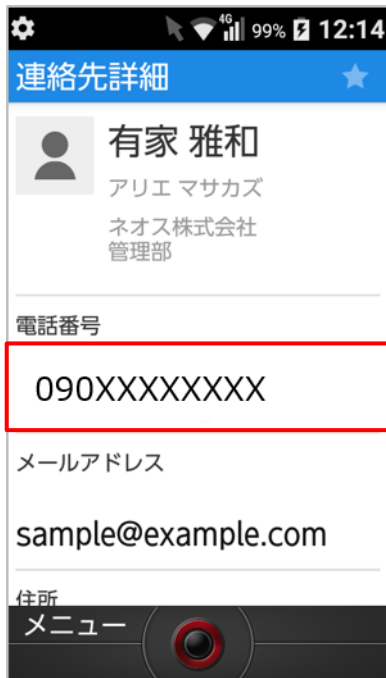 4G 99% 12:14
連絡先詳細
有家 雅和
アリエ マサカズ
ネオス株式会社
管理部
電話番号
090XXXXXXXX
メールアドレス
sample@example.com
住所
メニュー